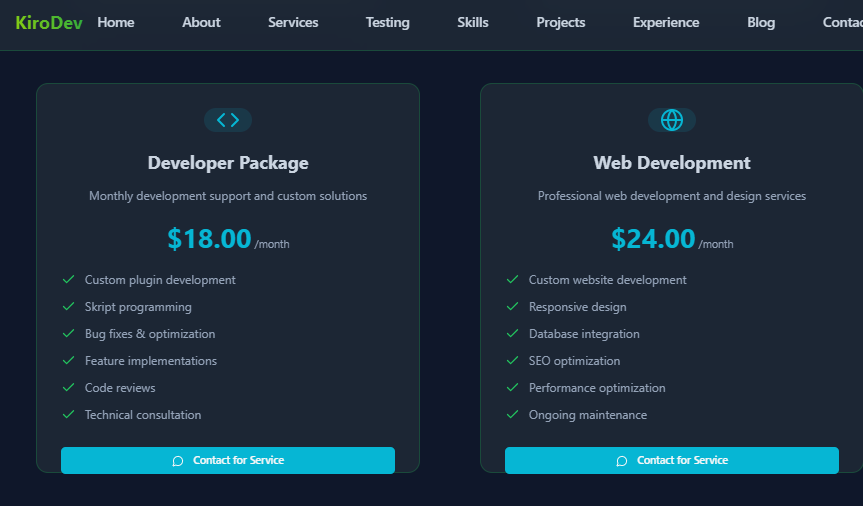 KiroDev Home About Services Testing Skills Projects Experience Blog Contac
Developer Package
Monthly development support and custom solutions
$18.00 /month
Custom plugin development
Skript programming
Bug fixes & optimization
Feature implementations
Code reviews
Technical consultation
Contact for Service
Web Development
Professional web development and design services
$24.00 /month
Custom website development
Responsive design
Database integration
SEO optimization
Performance optimization
Ongoing maintenance
Contact for Service